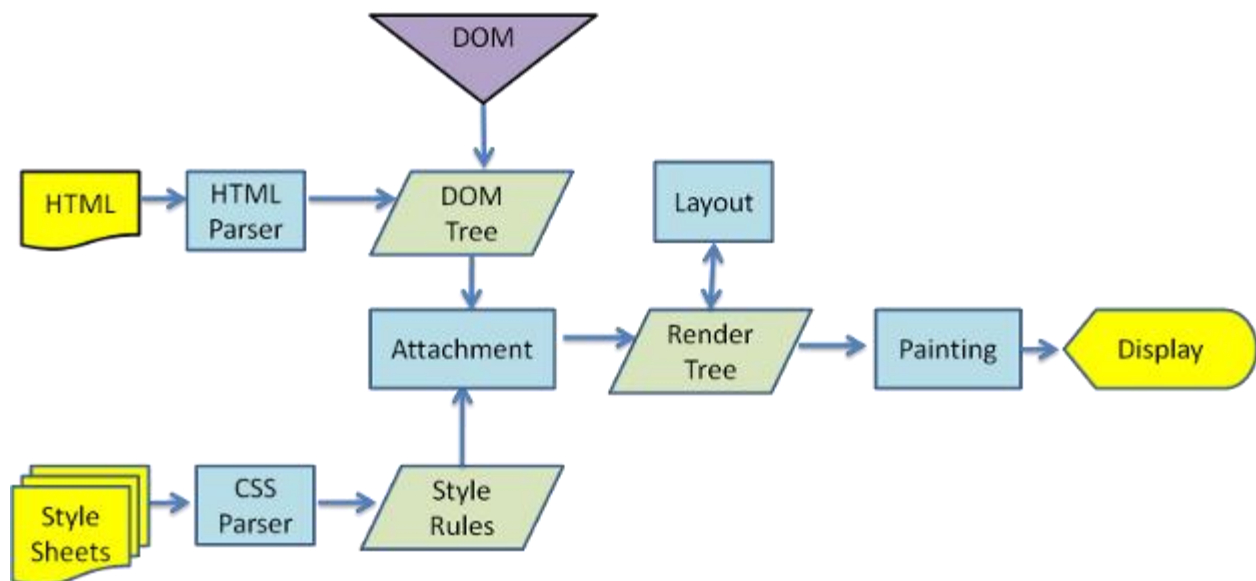 DOM
HTML
HTML
Parser
DOM
Tree
Layout
Attachment
Render
Tree
Painting
Display
Style
Sheets
CSS
Parser
Style
Rules